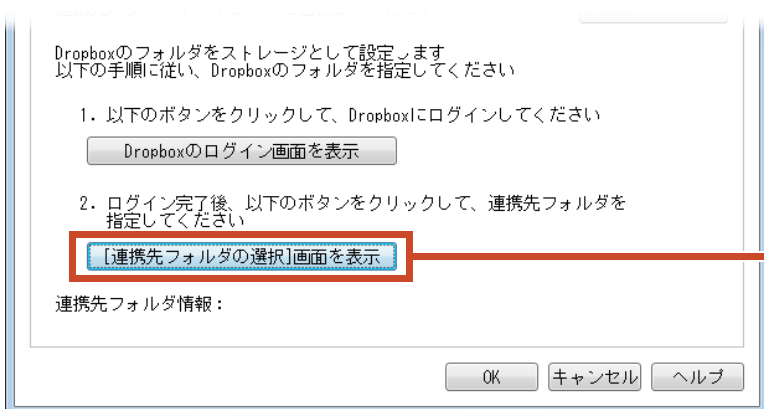 Dropboxのフォルダをストレージとして設定します
以下の手順に従い、Dropboxのフォルダを指定してください
1. 以下のボタンをクリックして、Dropboxにログインしてください
Dropboxのログイン画面を表示
2. ログイン完了後、以下のボタンをクリックして、連携先フォルダを
指定してください
[連携先フォルダの選択]画面を表示
連携先フォルダ情報：
OK キャンセル ヘルプ